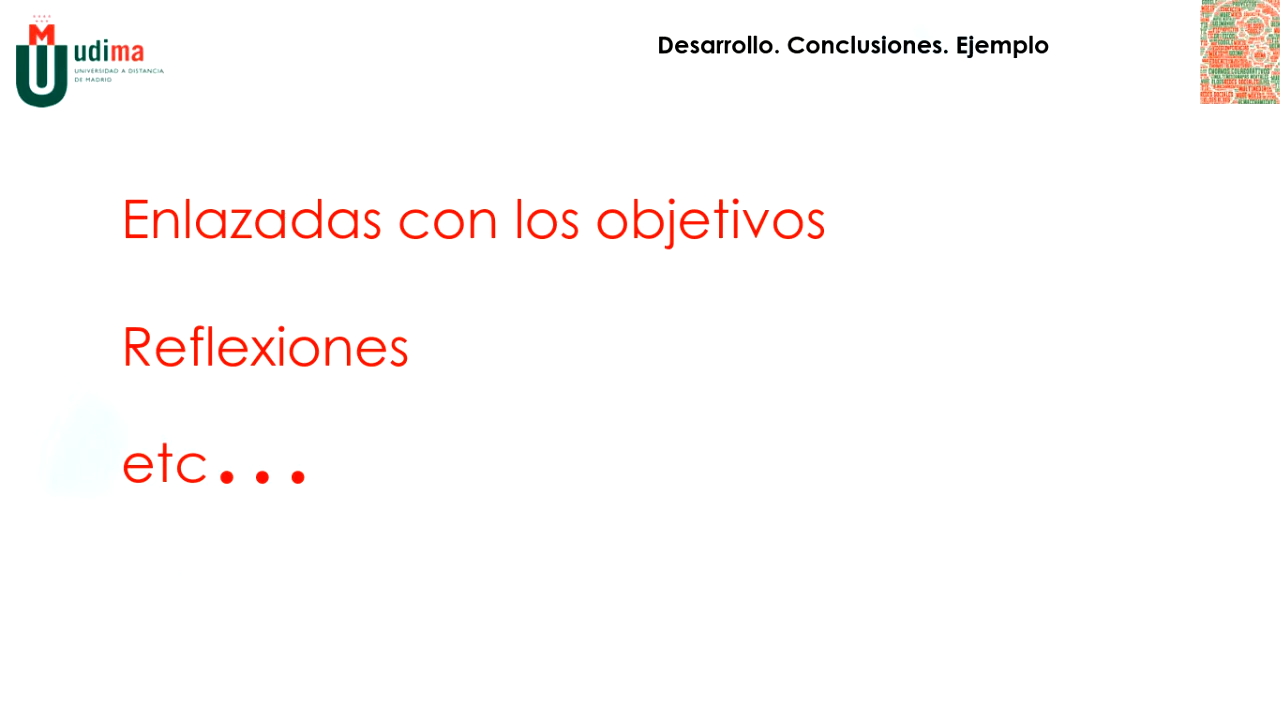 M
U
udima
UNIVERSIDAD A DISTANCIA
DE MADRID
Desarrollo. Conclusiones. Ejemplo
Enlazadas con los objetivos
Reflexiones
etc...